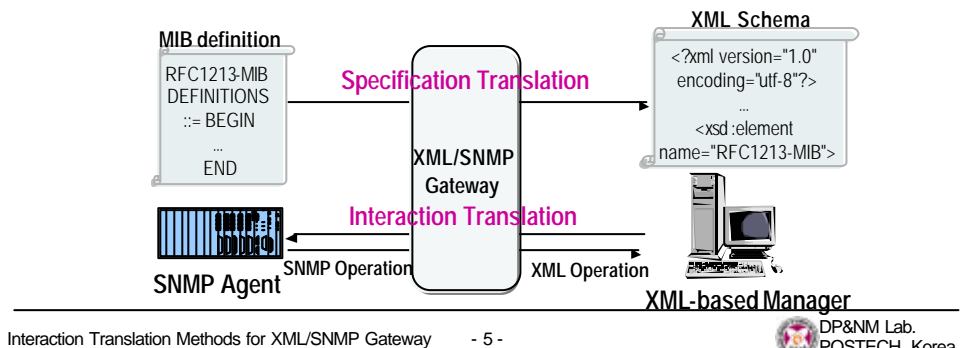 XML Schema
MIB definition
<?xml version="1.0"
encoding="utf-8"?>
...
<xsd :element
name="RFC1213-MIB">
RFC1213-MIB
DEFINITIONS
::= BEGIN
...
END
Specification Translation
XML/SNMP
Gateway
Interaction Translation
SNMP Operation
XML Operation
SNMP Agent
XML-based Manager
Interaction Translation Methods for XML/SNMP Gateway
- 5 -
DP&NM Lab.
POSTECH, Korea